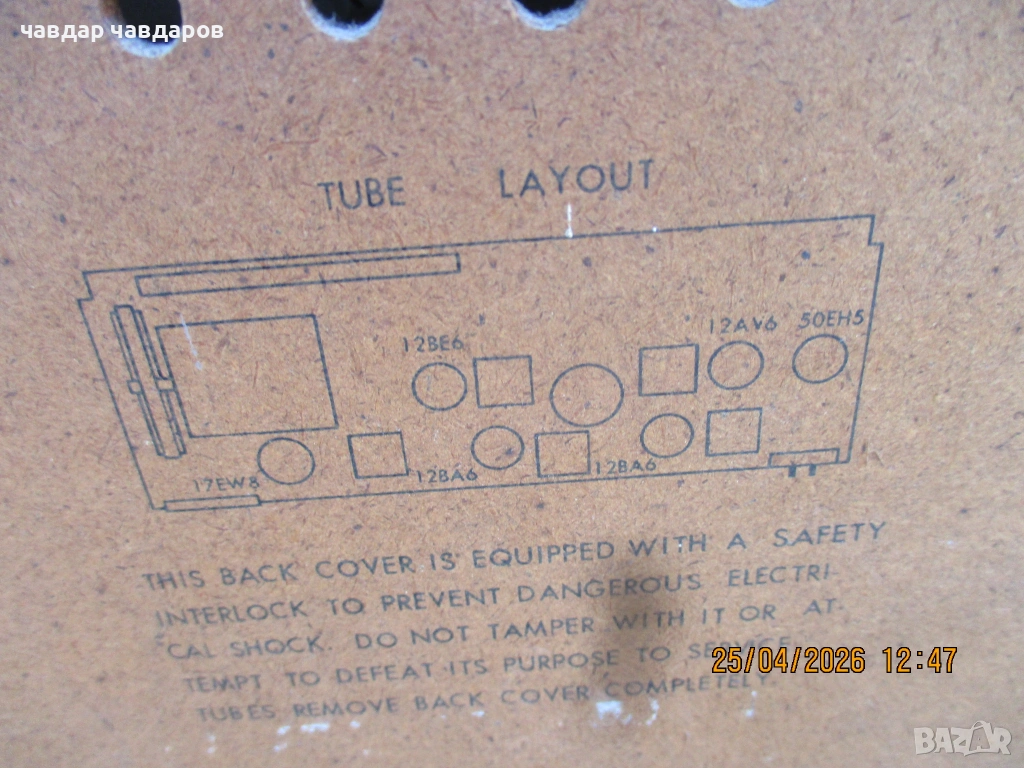 чавдар чавдаров
TUBE LAYOUT
12AV6 50EH5
12BE6
17EW8 12BA6 12BA6
THIS BACK COVER IS EQUIPPED WITH A SAFETY
INTERLOCK TO PREVENT DANGEROUS ELECTRI-
CAL SHOCK. DO NOT TAMPER WITH IT OR AT-
TEMPT TO DEFEAT ITS PURPOSE TO SERVICE
TUBES REMOVE BACK COVER COMPLETELY.
25/04/2026 12:47
BAZAR